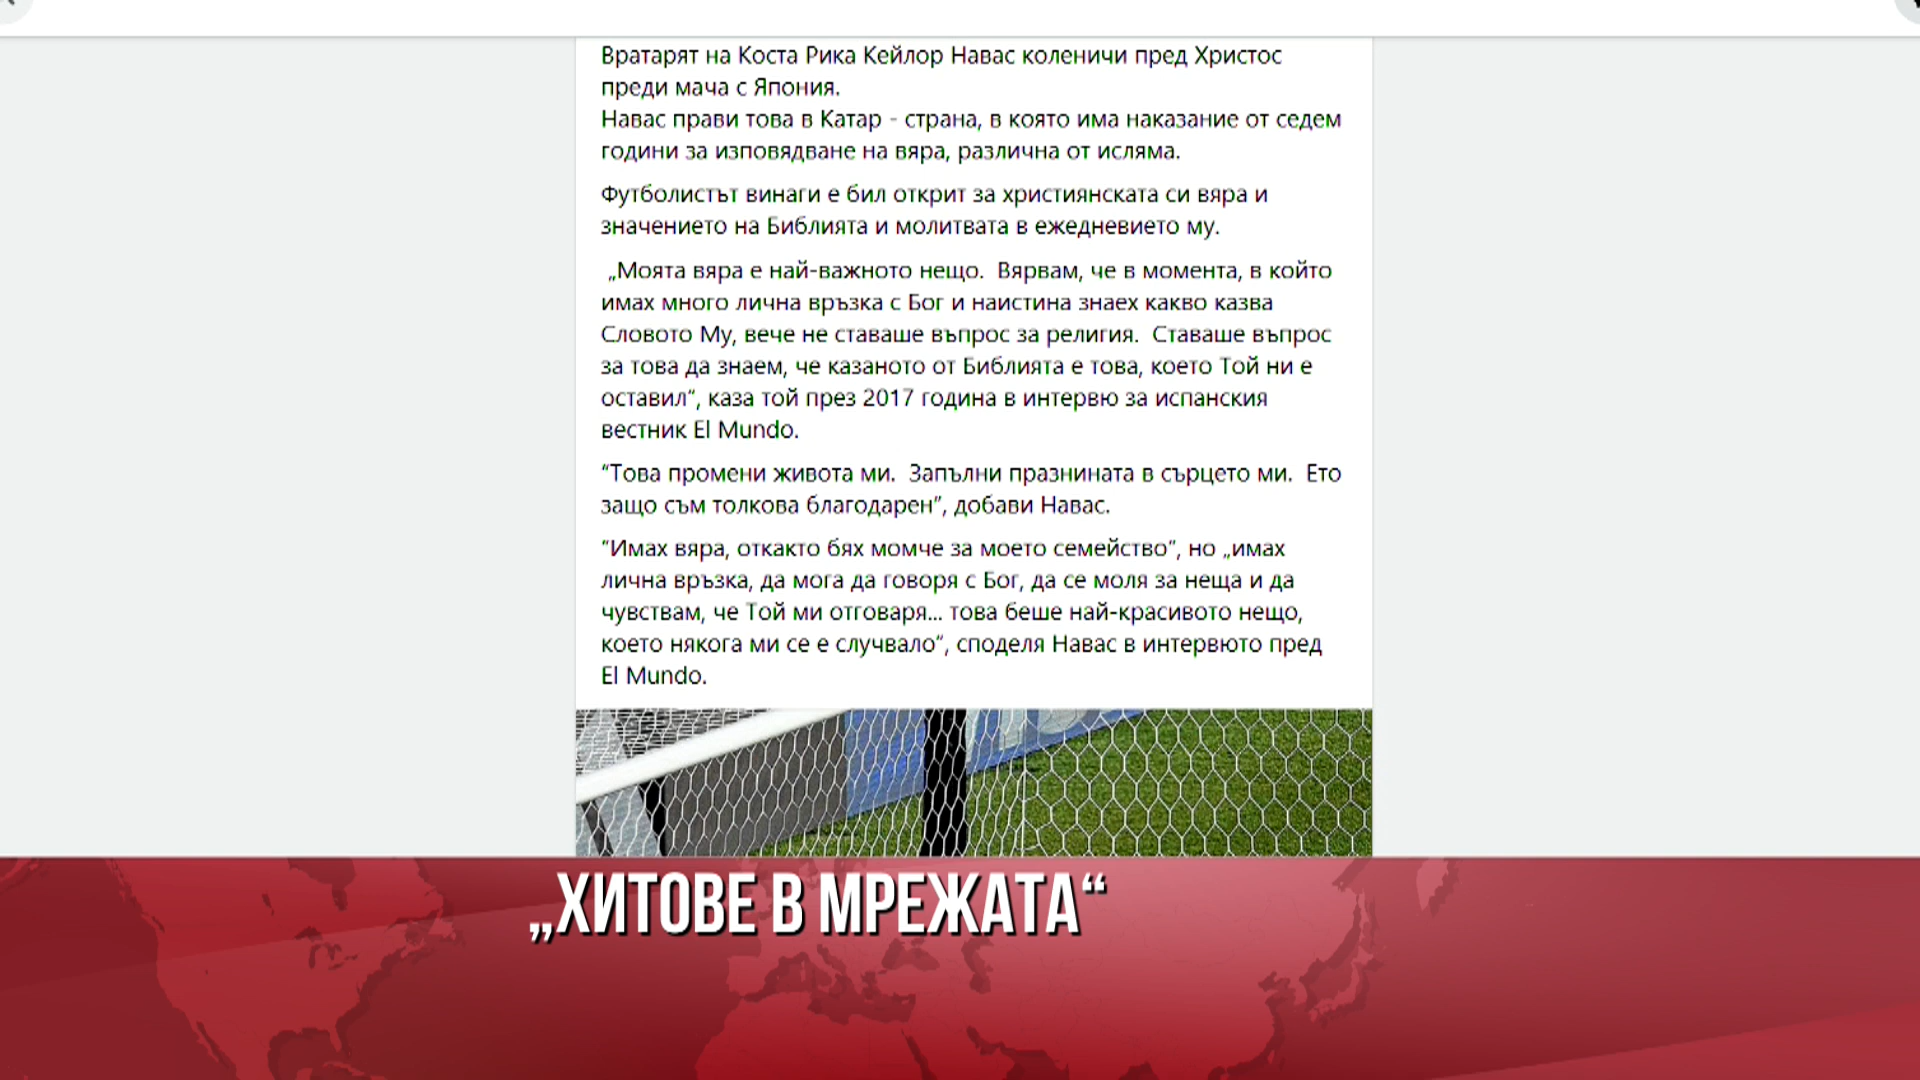 Вратарят на Коста Рика Кейлор Навас коленичи пред Христос
преди мача с Япония.
Навас прави това в Катар - страна, в която има наказание от седем
години за изповядване на вяра, различна от исляма.
Футболистът винаги е бил открит за християнската си вяра и
значението на Библията и молитвата в ежедневието му.
„Моята вяра е най-важното нещо.  Вярвам, че в момента, в който
имах много лична връзка с Бог и наистина знаех какво казва
Словото Му, вече не ставаше въпрос за религия.  Ставаше въпрос
за това да знаем, че казаното от Библията е това, което Той ни е
оставил“, каза той през 2017 година в интервю за испанския
вестник El Mundo.
“Това промени живота ми.  Запълни празнината в сърцето ми.  Ето
защо съм толкова благодарен”, добави Навас.
“Имах вяра, откакто бях момче за моето семейство”, но „имах
лична връзка, да мога да говоря с Бог, да се моля за неща и да
чувствам, че Той ми отговаря... това беше най-красивото нещо,
което някога ми се е случвало“, споделя Навас в интервюто пред
El Mundo.
„ХИТОВЕ В МРЕЖАТА“